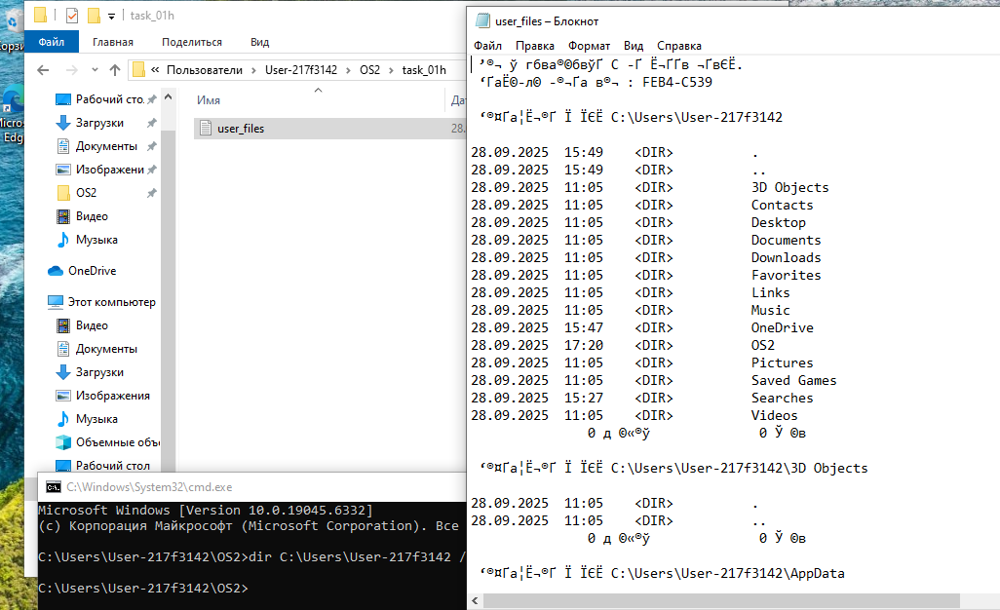 task_01h
Файл
Главная
Поделиться
Вид
« Пользователи › User-217f3142 › OS2 › task_01h
Рабочий сто.
Загрузки
Документы
Изображени
OS2
Видео
Музыка
OneDrive
Этот компьютер
Видео
Документы
Загрузки
Изображения
Музыка
Объемные объ
Рабочий стол
Имя
Дат
user_files
28.
C:\Windows\System32\cmd.exe
Microsoft Windows [Version 10.0.19045.6332]
(c) Корпорация Майкрософт (Microsoft Corporation). Все
C:\Users\User-217f3142\OS2>dir C:\Users\User-217f3142 /
C:\Users\User-217f3142\OS2>
user_files – Блокнот
Файл Правка Формат Вид Справка
’®¬ ў гбва®©бвўҐ C -Ґ Ё¬ҐҐв ¬ҐвЄЁ.
‘ҐаЁ©-л© -®¬Ґа в®¬ : FEB4-C539
‘®¤Ґа¦Ё¬®Ґ Ї ЇЄЁ C:\Users\User-217f3142
28.09.2025 15:49 <DIR> .
28.09.2025 15:49 <DIR> ..
28.09.2025 11:05 <DIR> 3D Objects
28.09.2025 11:05 <DIR> Contacts
28.09.2025 11:05 <DIR> Desktop
28.09.2025 11:05 <DIR> Documents
28.09.2025 11:05 <DIR> Downloads
28.09.2025 11:05 <DIR> Favorites
28.09.2025 11:05 <DIR> Links
28.09.2025 11:05 <DIR> Music
28.09.2025 15:47 <DIR> OneDrive
28.09.2025 17:20 <DIR> OS2
28.09.2025 11:05 <DIR> Pictures
28.09.2025 11:05 <DIR> Saved Games
28.09.2025 15:27 <DIR> Searches
28.09.2025 11:05 <DIR> Videos
0 д ©«®ў 0 Ў ©в
‘®¤Ґа¦Ё¬®Ґ Ї ЇЄЁ C:\Users\User-217f3142\3D Objects
28.09.2025 11:05 <DIR> .
28.09.2025 11:05 <DIR> ..
0 д ©«®ў 0 Ў ©в
‘®¤Ґа¦Ё¬®Ґ Ї ЇЄЁ C:\Users\User-217f3142\AppData